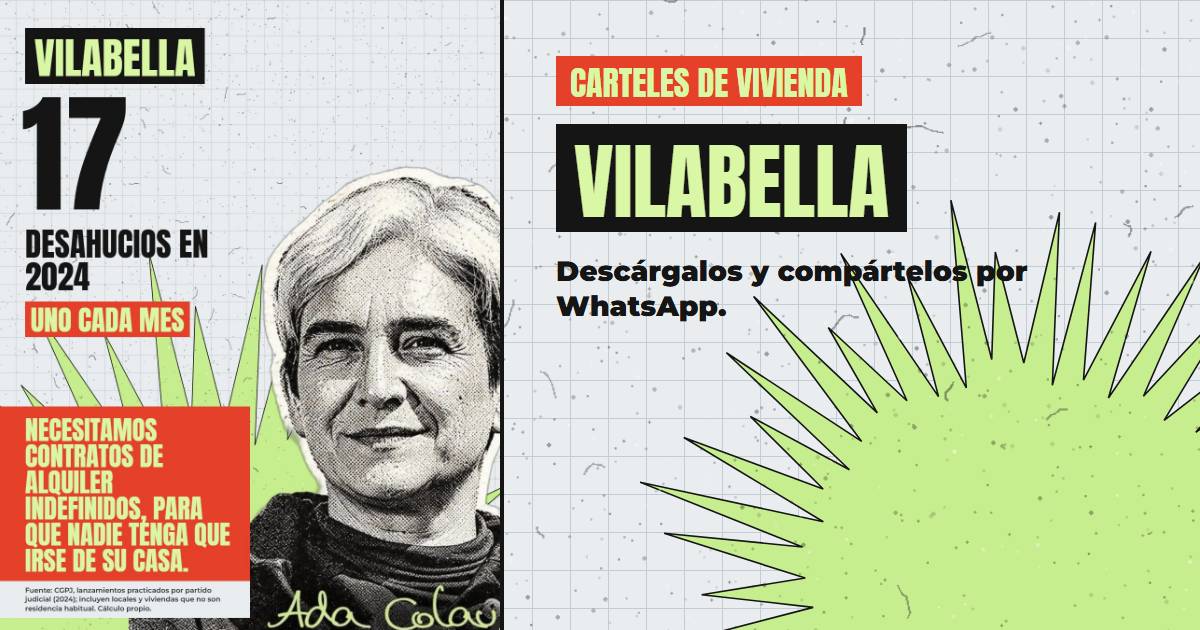 VILABELLA
17
DESAHUCIOS EN
2024
UNO CADA MES
NECESITAMOS
CONTRATOS DE
ALQUILER
INDEFINIDOS, PARA
QUE NADIE TENGA QUE
IRSE DE SU CASA.
Fuente: CGPJ, lanzamientos practicados por partido
judicial (2024); incluyen locales y viviendas que no son
residencia habitual. Cálculo propio.
Ada Colau
CARTELES DE VIVIENDA
VILABELLA
Descárgalos y compártelos por
WhatsApp.